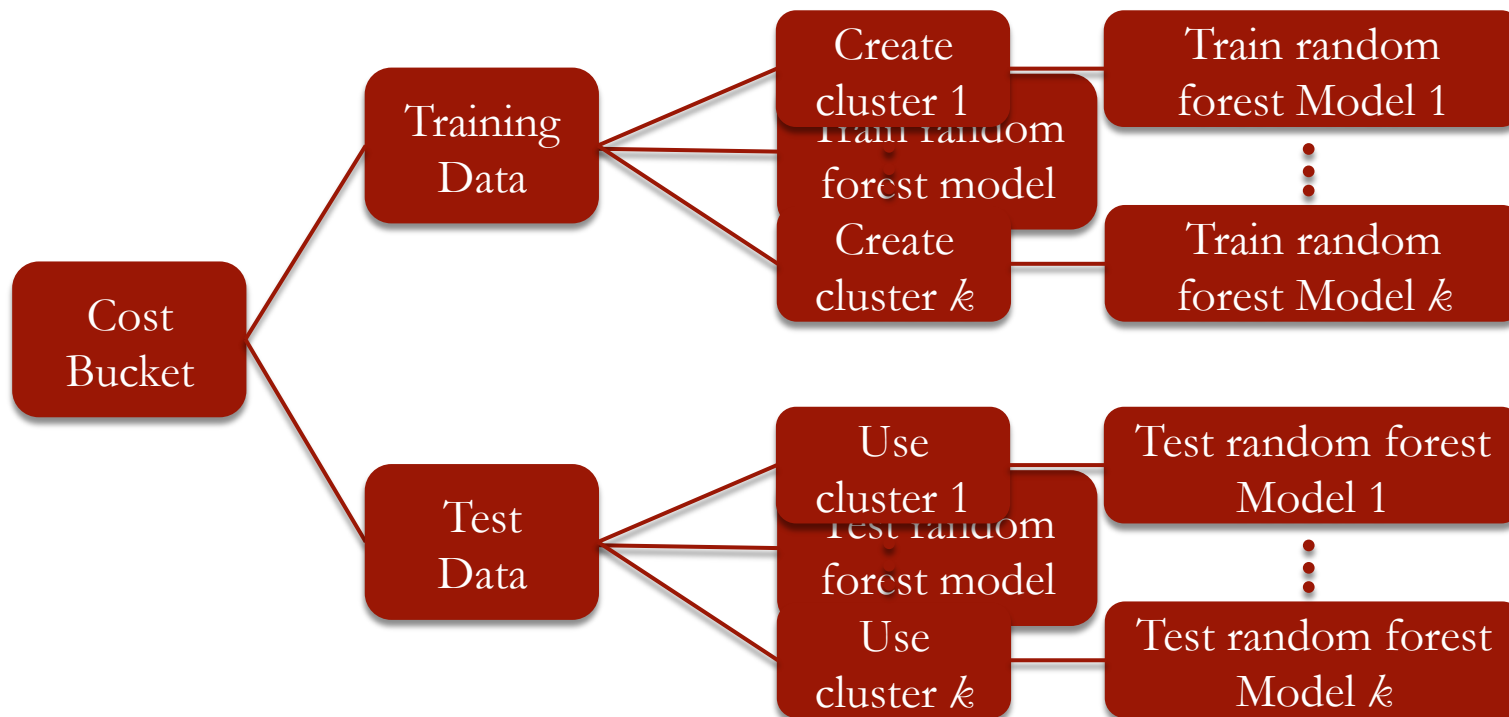 Cost
Bucket
Training
Data
Create
cluster 1
Train random
forest model
Create
cluster k
Train random
forest Model 1
Train random
forest Model k
Test
Data
Use
cluster 1
Test random
forest model
Use
cluster k
Test random forest
Model 1
Test random forest
Model k